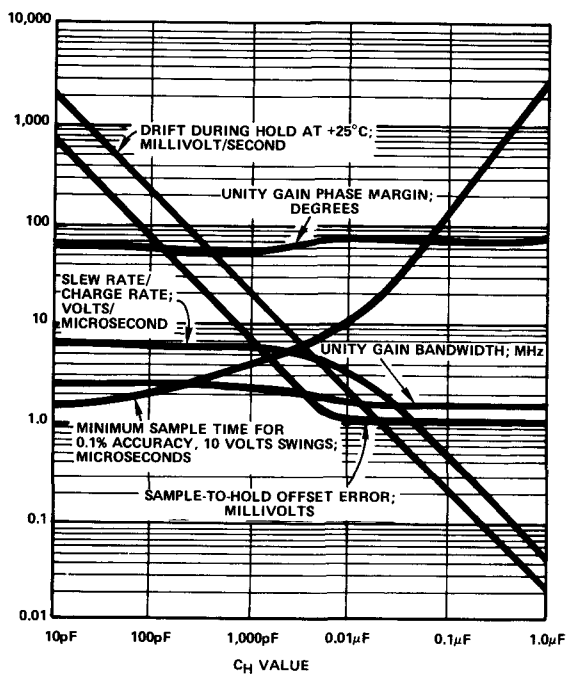 10,000
1,000
100
10
1.0
0.1
0.01
DRIFT DURING HOLD AT +25°C;
MILLIVOLT/SECOND
UNITY GAIN PHASE MARGIN;
DEGREES
SLEW RATE/
CHARGE RATE;
VOLTS/
MICROSECOND
UNITY GAIN BANDWIDTH; MHz
MINIMUM SAMPLE TIME FOR
0.1% ACCURACY, 10 VOLTS SWINGS;
MICROSECONDS
SAMPLE-TO-HOLD OFFSET ERROR;
MILLIVOLTS
10pF 100pF 1,000pF 0.01μF 0.1μF 1.0μF
CH VALUE